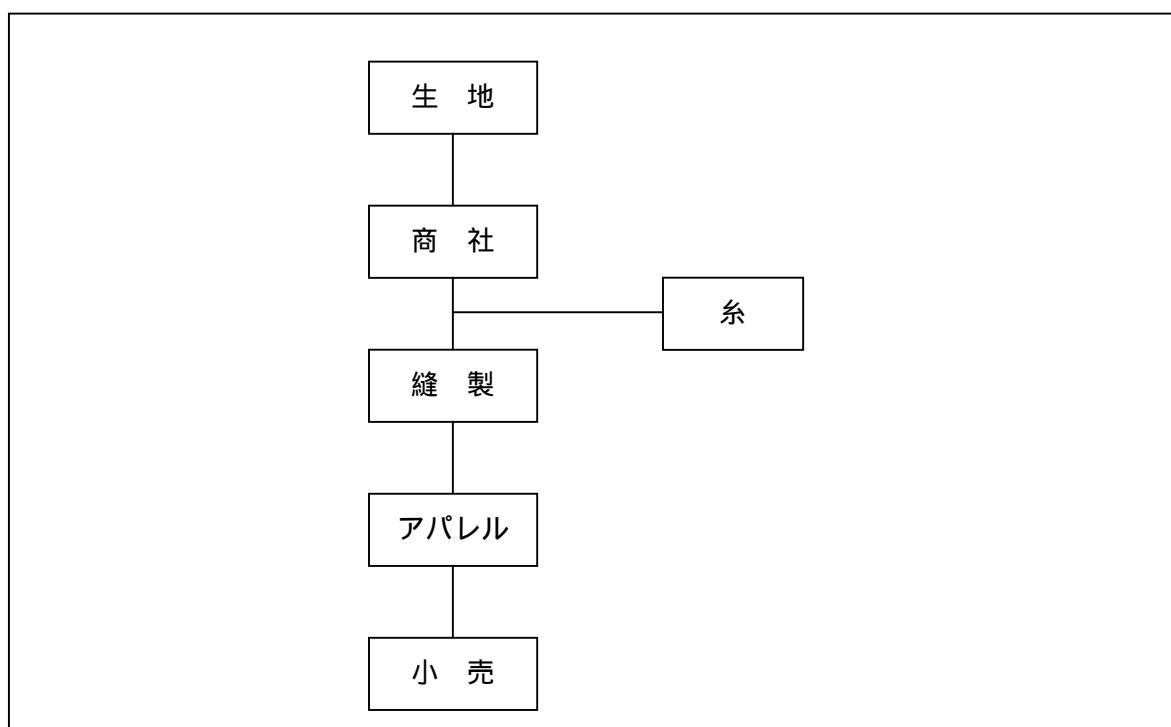 生　地
商　社
糸
縫　製
アパレル
小　売